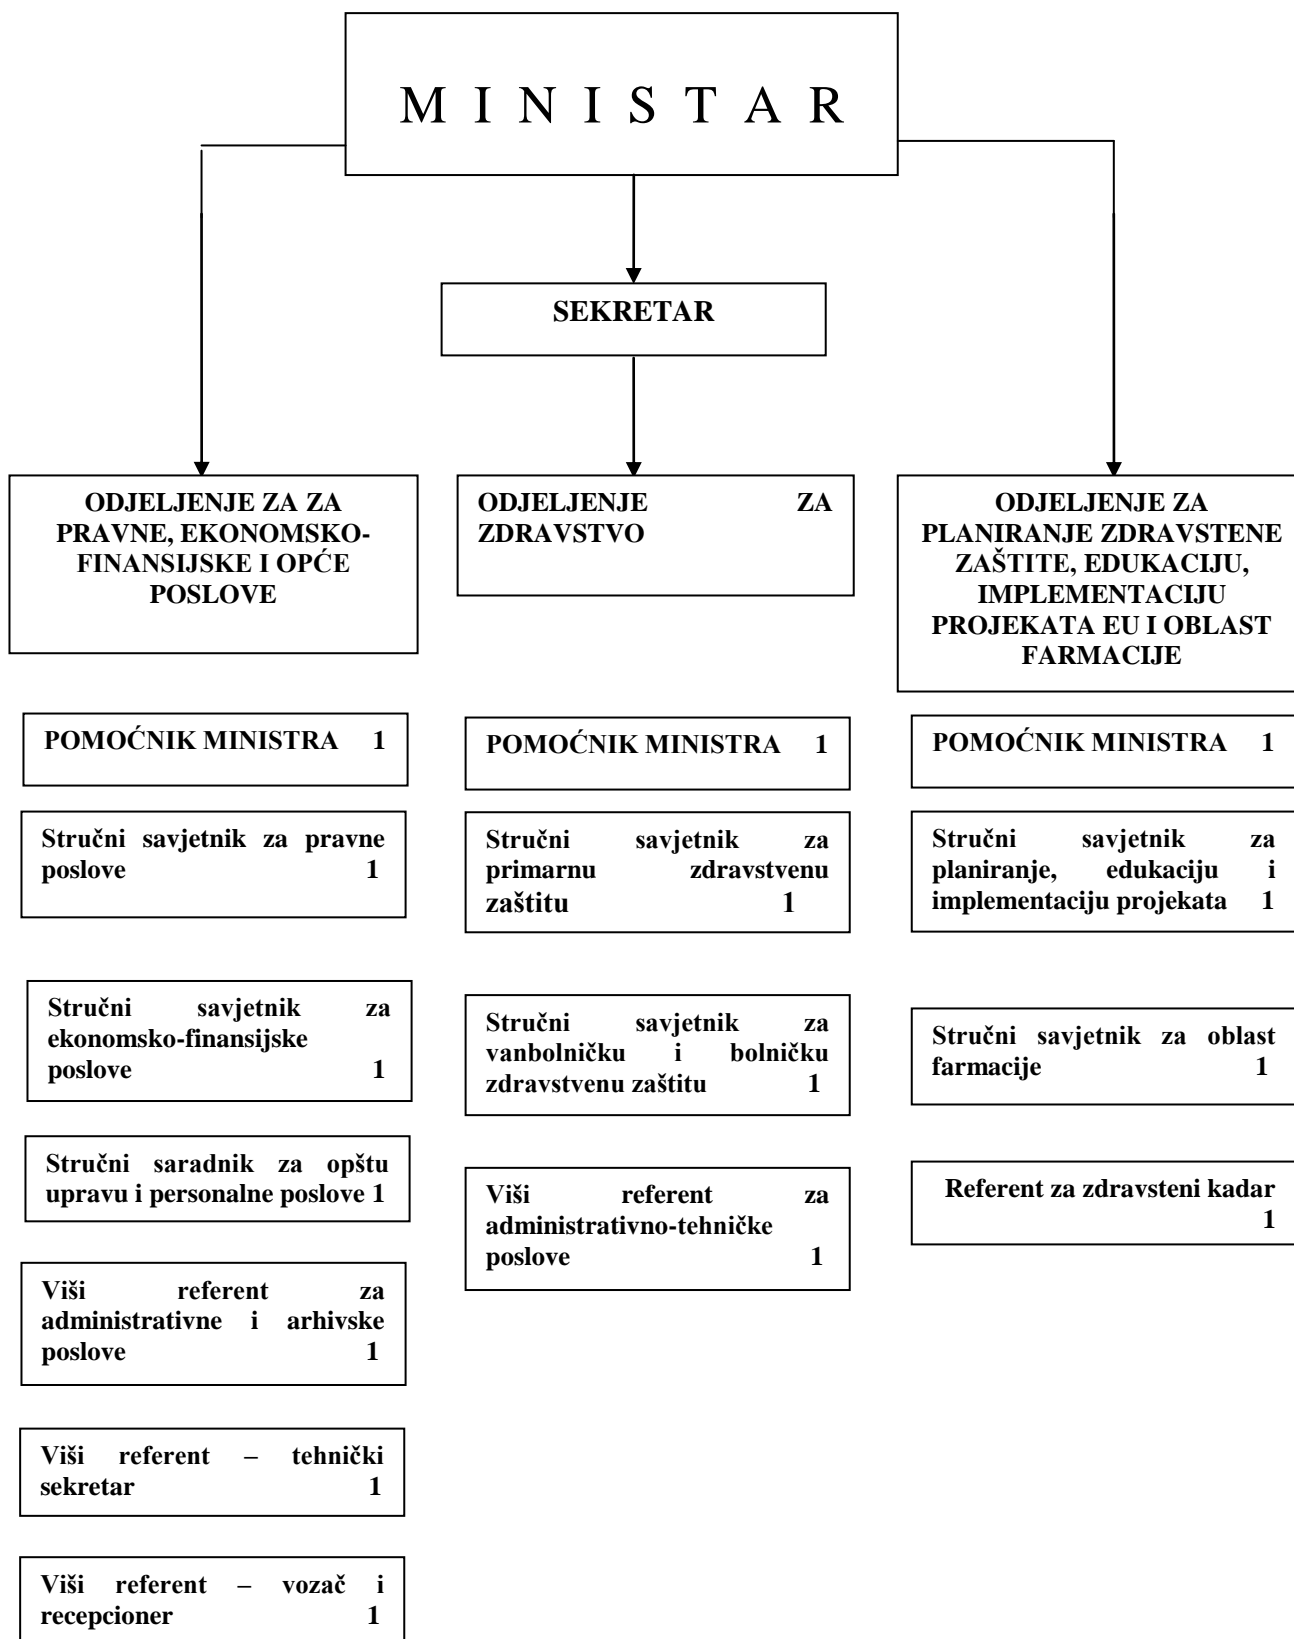 M I N I S T A R
SEKRETAR
ODJELJENJE ZA ZA
PRAVNE, EKONOMSKO-
FINANSIJSKE I OPĆE
POSLOVE
ODJELJENJE ZA
ZDRAVSTVO
ODJELJENJE ZA
PLANIRANJE ZDRAVSTENE
ZAŠTITE, EDUKACIJU,
IMPLEMENTACIJU
PROJEKATA EU I OBLAST
FARMACIJE
POMOĆNIK MINISTRA 1
Stručni savjetnik za pravne
poslove 1
Stručni savjetnik za
ekonomsko-finansijske
poslove 1
Stručni saradnik za opštu
upravu i personalne poslove 1
Viši referent za
administrativne i arhivske
poslove 1
Viši referent – tehnički
sekretar 1
Viši referent – vozač i
recepcioner 1
POMOĆNIK MINISTRA 1
Stručni savjetnik za
primarnu zdravstvenu
zaštitu 1
Stručni savjetnik za
vanbolničku i bolničku
zdravstvenu zaštitu 1
Viši referent za
administrativno-tehničke
poslove 1
POMOĆNIK MINISTRA 1
Stručni savjetnik za
planiranje, edukaciju i
implementaciju projekata 1
Stručni savjetnik za oblast
farmacije 1
Referent za zdravsteni kadar
1